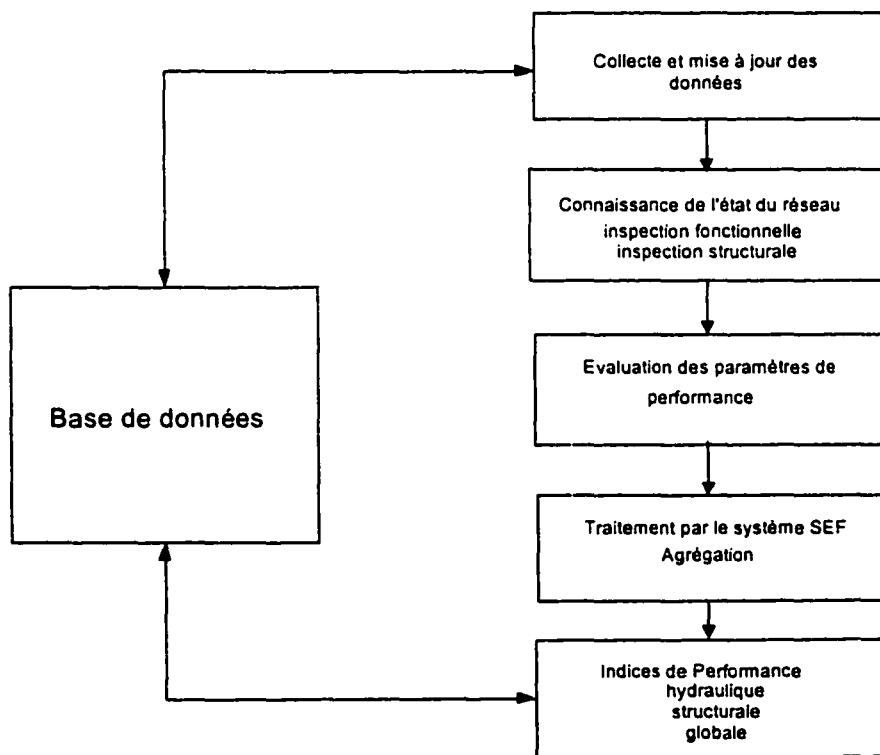 Collecte et mise à jour des
données
Connaissance de l'état du réseau
inspection fonctionnelle
inspection structurale
Base de données
Evaluation des paramètres de
performance
Traitement par le système SEF
Agrégation
Indices de Performance
hydraulique
structurale
globale